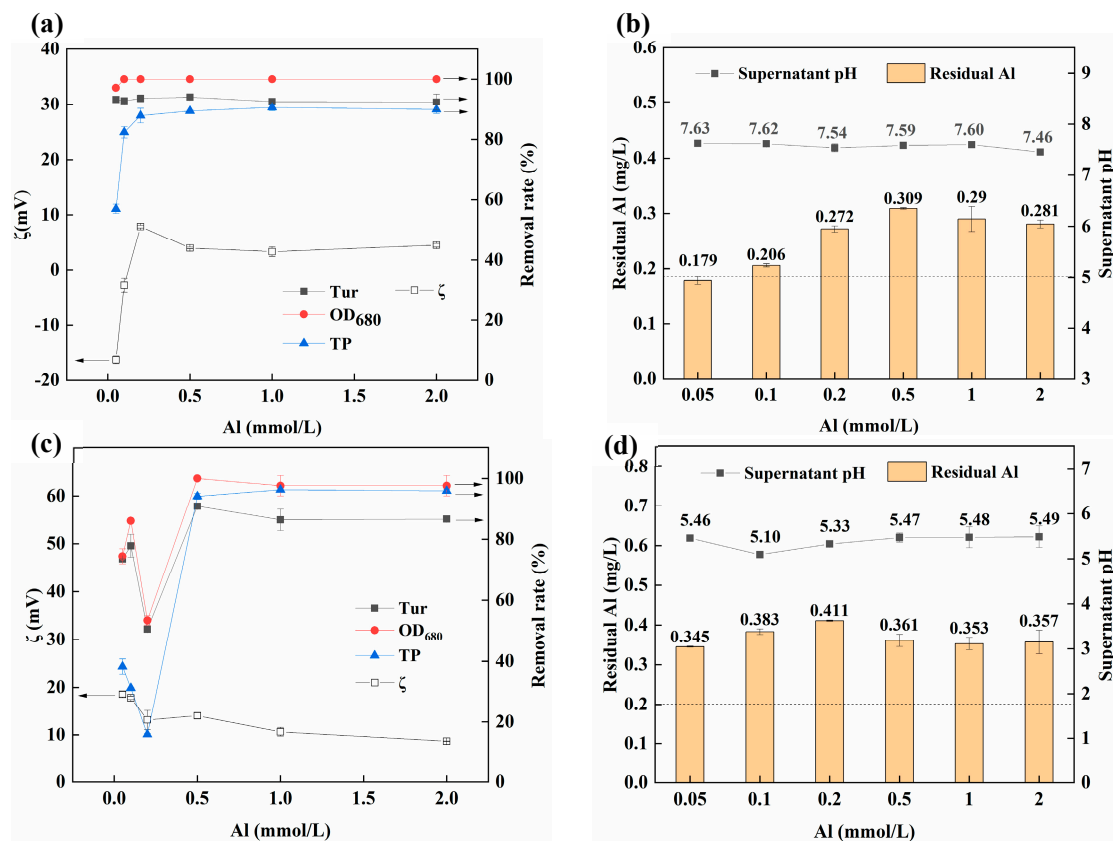 (a)
40
30
20
10
0
-10
-20
ζ(mV)
100
80
60
40
20
0
Removal rate (%)
Tur
OD680
TP
ζ
0.0 0.5 1.0 1.5 2.0
Al (mmol/L)
(b)
0.6
0.5
0.4
0.3
0.2
0.1
0.0
Residual Al (mg/L)
9
8
7
6
5
4
3
Supernatant pH
Supernatant pH Residual Al
7.63 7.62 7.54 7.59 7.60 7.46
0.179 0.206 0.272 0.309 0.29 0.281
0.05 0.1 0.2 0.5 1 2
Al (mmol/L)
(c)
60
50
40
30
20
10
0
ζ (mV)
100
80
60
40
20
0
Removal rate (%)
Tur
OD680
TP
ζ
0.0 0.5 1.0 1.5 2.0
Al (mmol/L)
(d)
0.8
0.7
0.6
0.5
0.4
0.3
0.2
0.1
0.0
Residual Al (mg/L)
7
6
5
4
3
2
1
0
Supernatant pH
Supernatant pH Residual Al
5.46 5.10 5.33 5.47 5.48 5.49
0.345 0.383 0.411 0.361 0.353 0.357
0.05 0.1 0.2 0.5 1 2
Al (mmol/L)